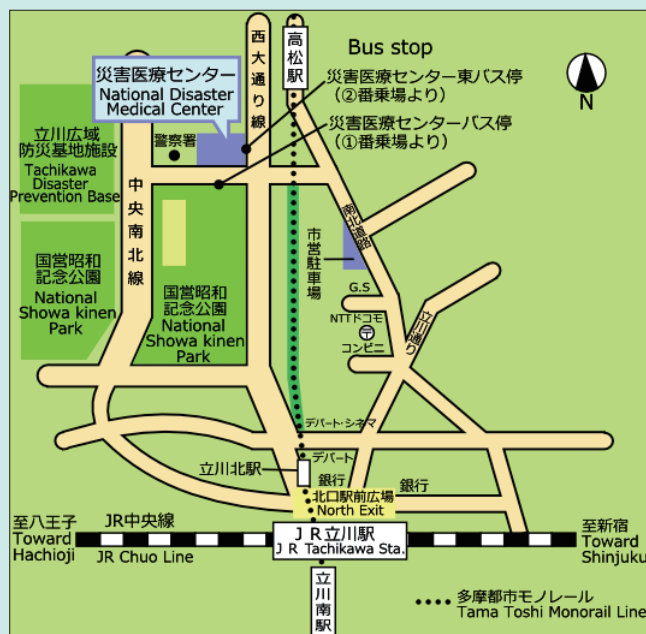 災害医療センター
National Disaster
Medical Center
西大通り線
高松駅
Bus stop
災害医療センター東バス停
（②番乗場より）
災害医療センターバス停
（①番乗場より）
N
立川広域
防災基地施設
Tachikawa
Disaster
Prevention Base
警察署
中央南北線
国営昭和
記念公園
National
Showa kinen
Park
国営昭和
記念公園
National
Showa kinen
Park
南北道路
市営駐車場
G.S
NTTドコモ
〒
コンビニ
立川通り
デパート・シネマ
デパート
立川北駅
銀行
銀行
北口駅前広場
North Exit
至八王子
Toward
Hachioji
JR中央線
JR Chuo Line
ＪＲ立川駅
J R Tachikawa Sta.
至新宿
Toward
Shinjuku
立川南駅
多摩都市モノレール
Tama Toshi Monorail Line